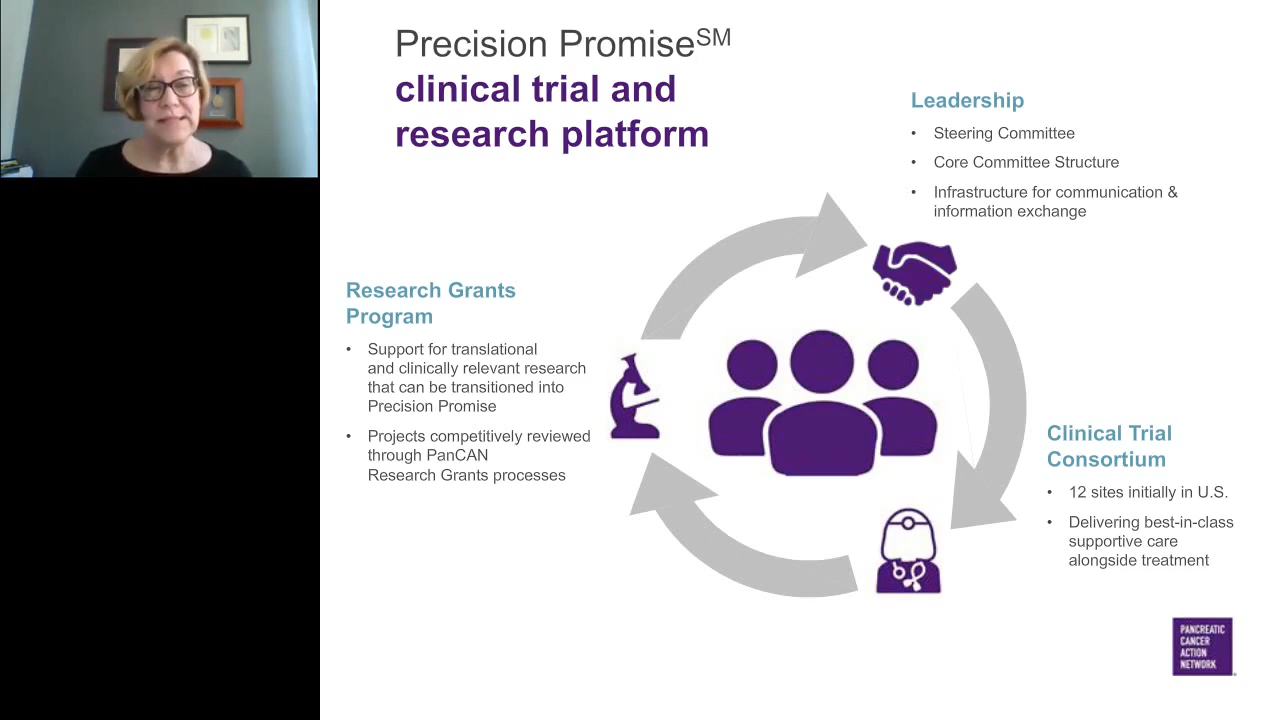 Precision Promise℠
clinical trial and
research platform
Leadership
• Steering Committee
• Core Committee Structure
• Infrastructure for communication &
information exchange
Research Grants
Program
• Support for translational
and clinically relevant research
that can be transitioned into
Precision Promise
• Projects competitively reviewed
through PanCAN
Research Grants processes
Clinical Trial
Consortium
• 12 sites initially in U.S.
• Delivering best-in-class
supportive care
alongside treatment
PANCREATIC
CANCER
ACTION
NETWORK